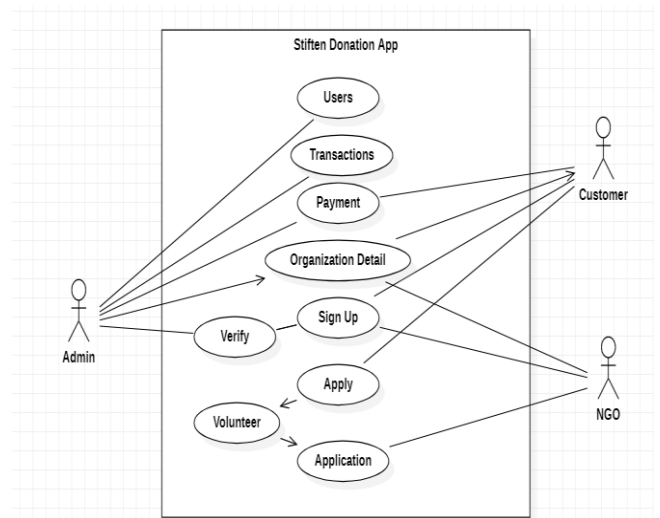 Stiften Donation App
Users
Transactions
Payment
Customer
Organization Detail
Sign Up
Verify
Admin
Apply
NGO
Volunteer
Application